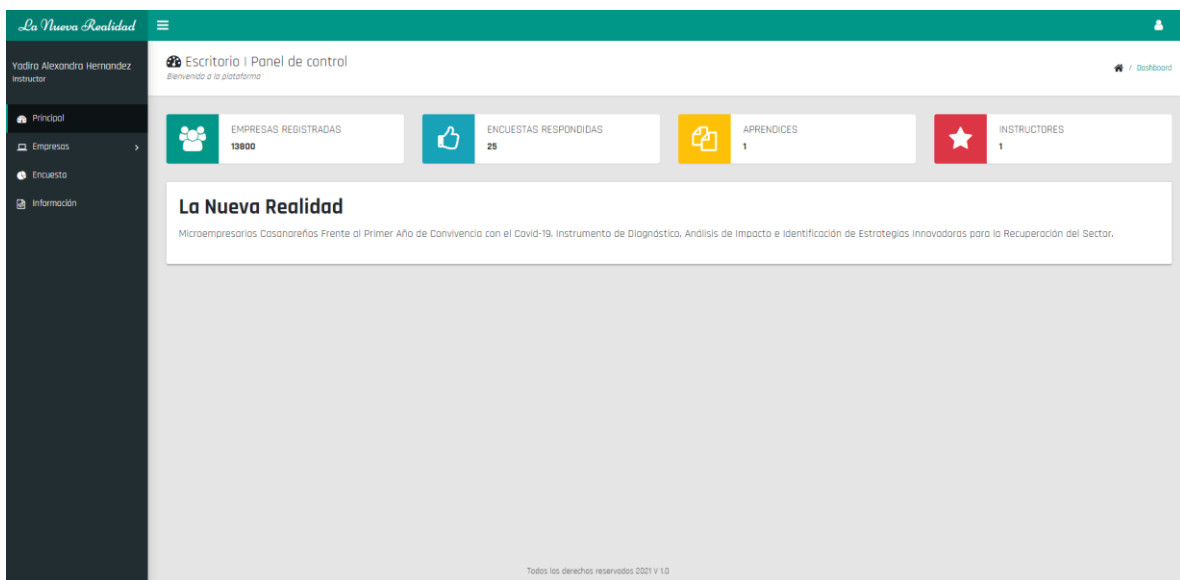 La Nueva Realidad
Yadira Alexandra Hernandez
Instructor
Principal
Empresas
Encuesta
Información
Escritorio | Panel de control
Bienvenido a la plataforma
/ Dashboard
EMPRESAS REGISTRADAS
13800
ENCUESTAS RESPONDIDAS
25
APRENDICES
1
INSTRUCTORES
1
La Nueva Realidad
Microempresarios Casanareños Frente al Primer Año de Convivencia con el Covid-19. Instrumento de Diagnóstico, Análisis de Impacto e Identificación de Estrategias Innovadoras para la Recuperación del Sector.
Todos los derechos reservados 2021 V 1.0